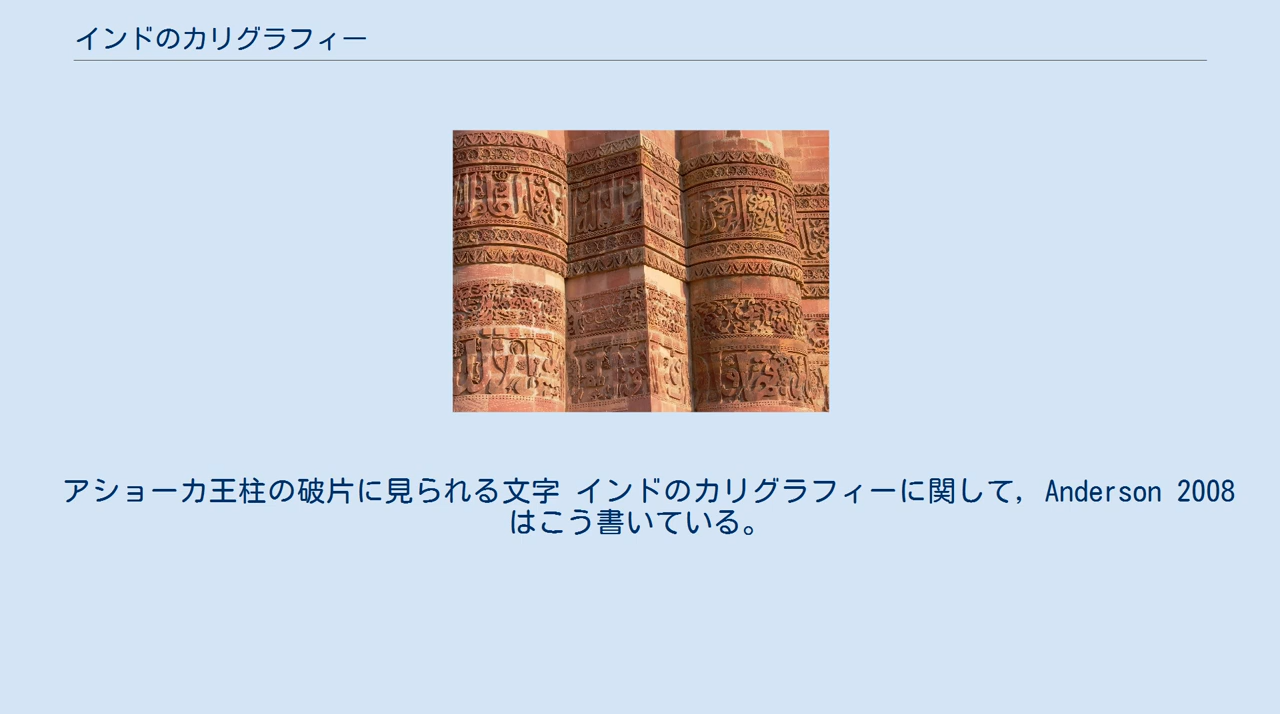 インドのカリグラフィー
アショーカ王柱の破片に見られる文字 インドのカリグラフィーに関して, Anderson 2008
はこう書いている。